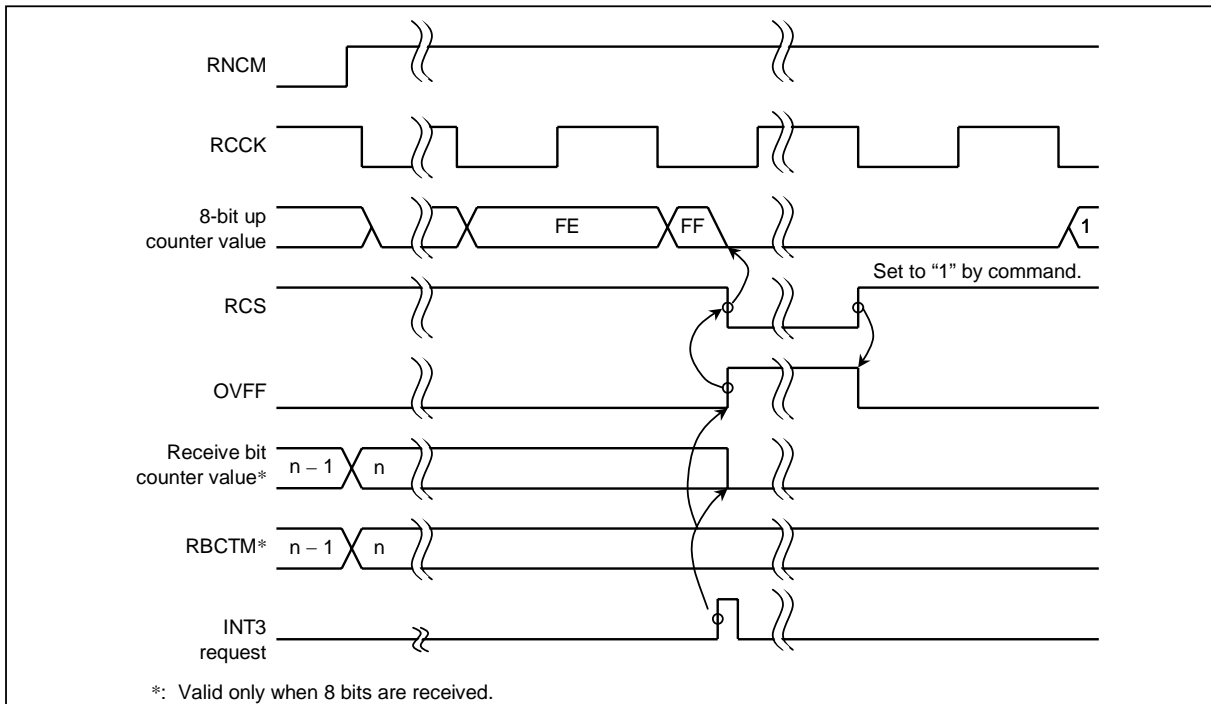 RNCM
RCCK
8-bit up
counter value
FE
FF
1
Set to “1” by command.
RCS
OVFF
Receive bit
counter value*
n – 1
n
RBCTM*
n – 1
n
INT3
request
*: Valid only when 8 bits are received.